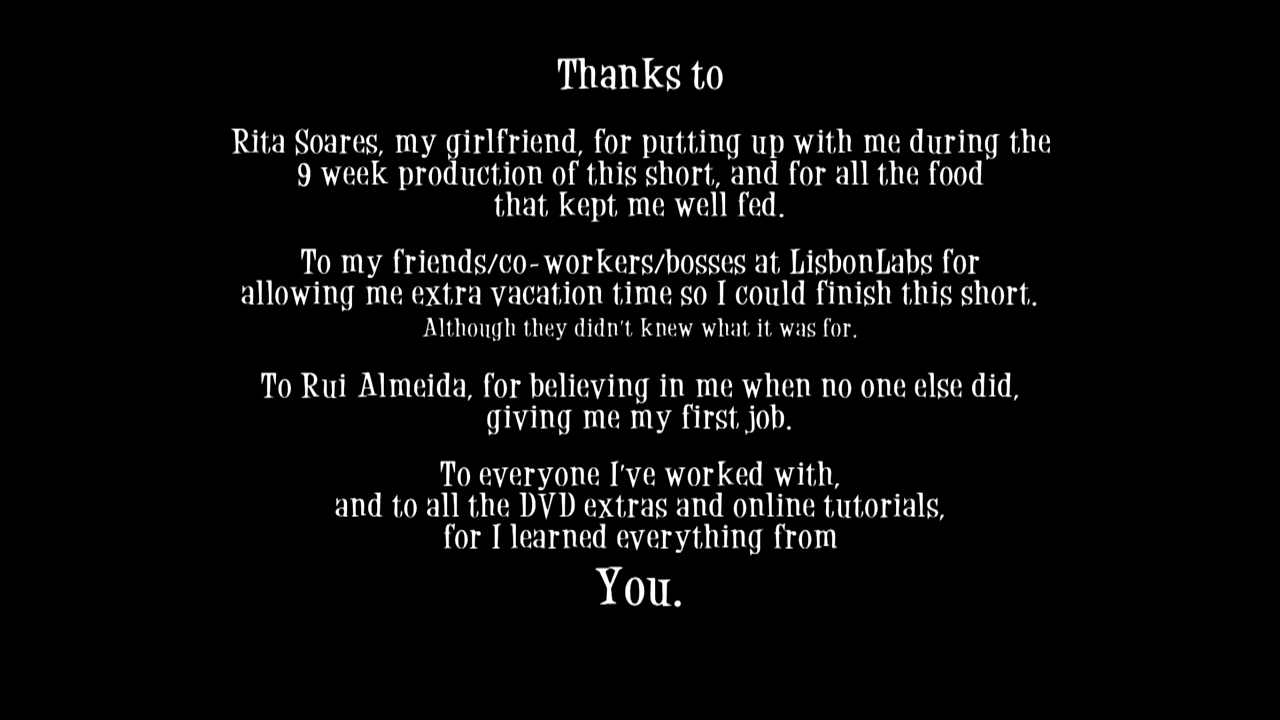 Thanks to
Rita Soares, my girlfriend, for putting up with me during the
9 week production of this short, and for all the food
that kept me well fed.
To my friends/co-workers/bosses at LisbonLabs for
allowing me extra vacation time so I could finish this short.
Although they didn't knew what it was for.
To Rui Almeida, for believing in me when no one else did,
giving me my first job.
To everyone I've worked with,
and to all the DVD extras and online tutorials,
for I learned everything from
You.